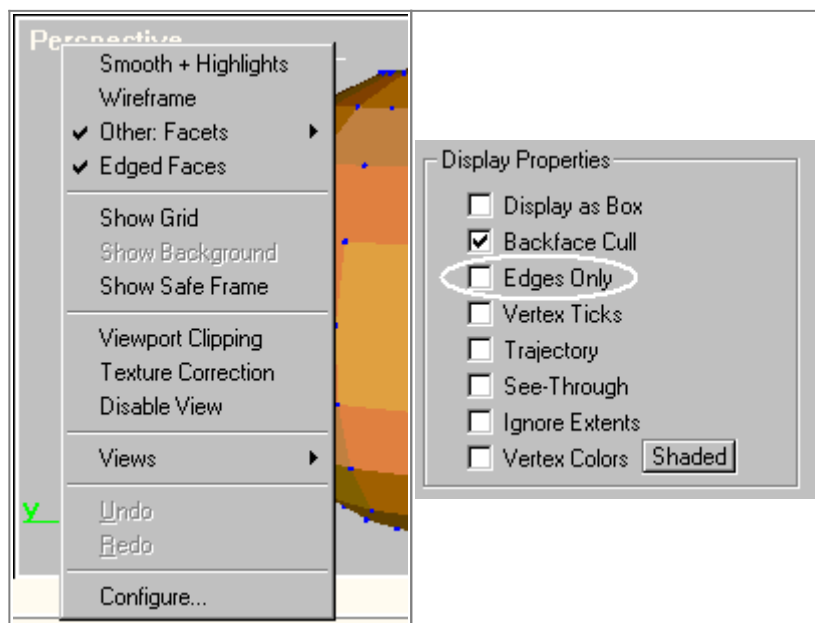 Perspective
Smooth + Highlights
Wireframe
Other: Facets
Edged Faces
Show Grid
Show Background
Show Safe Frame
Viewport Clipping
Texture Correction
Disable View
Views
Undo
Redo
Configure...
y
Display Properties
Display as Box
Backface Cull
Edges Only
Vertex Ticks
Trajectory
See-Through
Ignore Extents
Vertex Colors Shaded